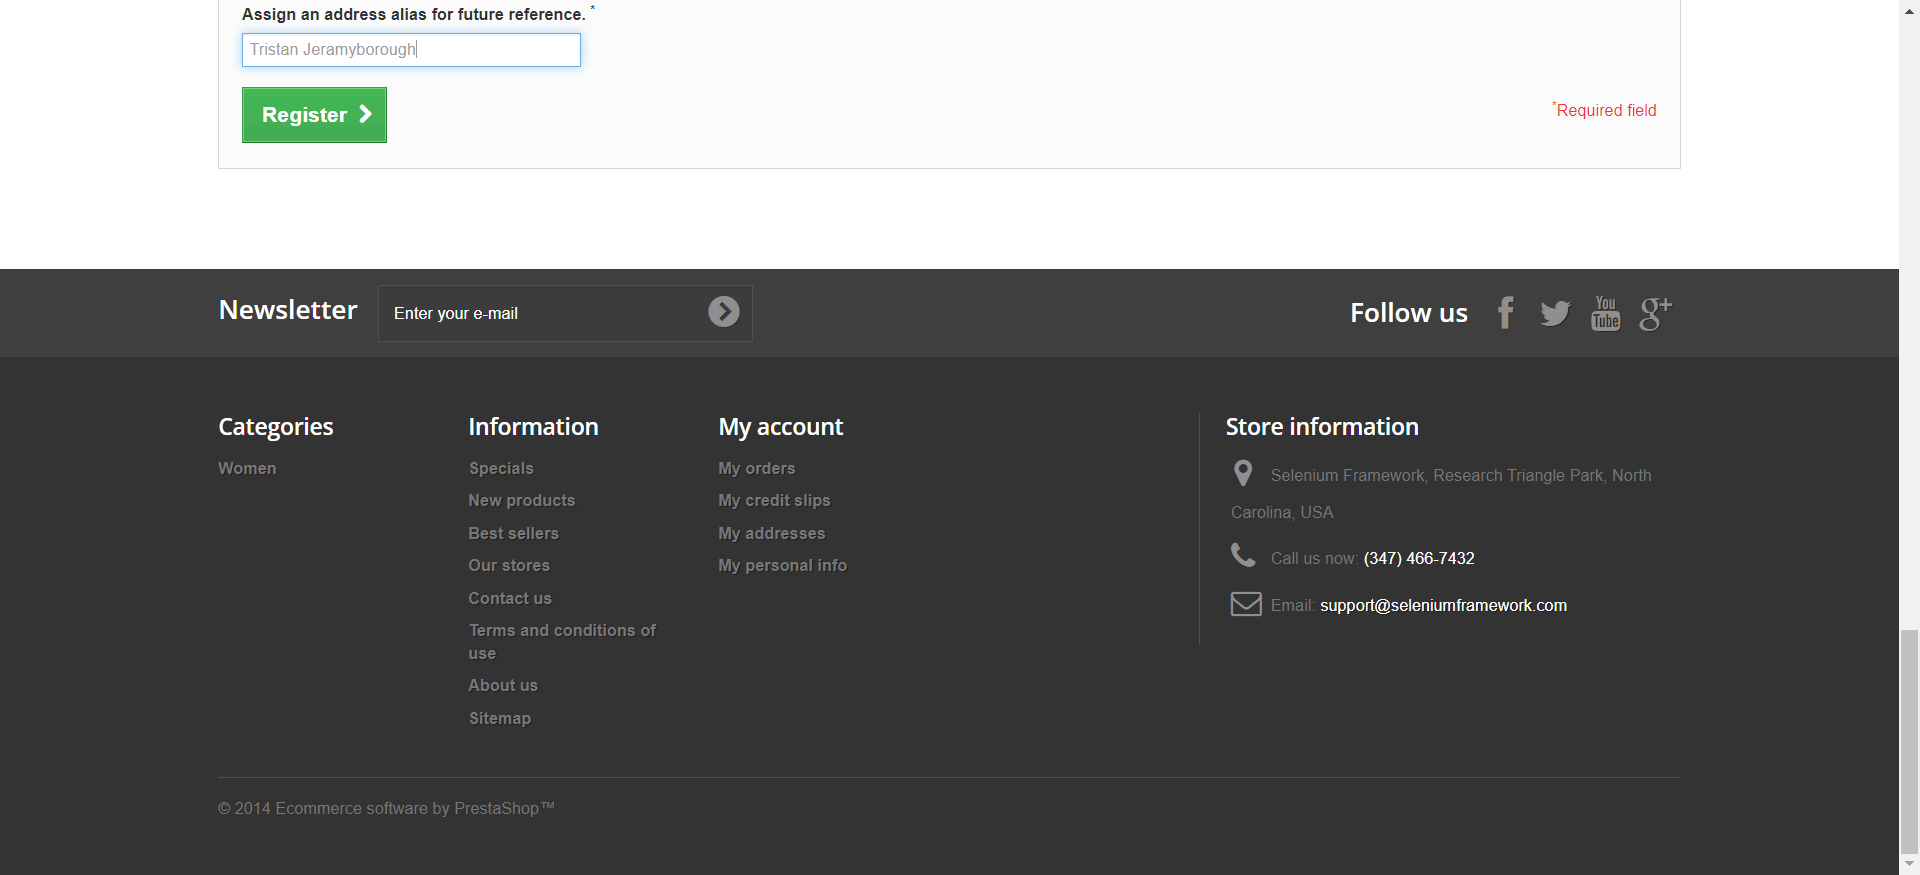 Assign an address alias for future reference. *
Tristan Jeramyborough
Register
*Required field
Newsletter
Enter your e-mail
Follow us
You
Tube
g+
Categories
Women
Information
Specials
New products
Best sellers
Our stores
Contact us
Terms and conditions of
use
About us
Sitemap
My account
My orders
My credit slips
My addresses
My personal info
Store information
Selenium Framework, Research Triangle Park, North
Carolina, USA
Call us now: (347) 466-7432
Email: support@seleniumframework.com
© 2014 Ecommerce software by PrestaShop™